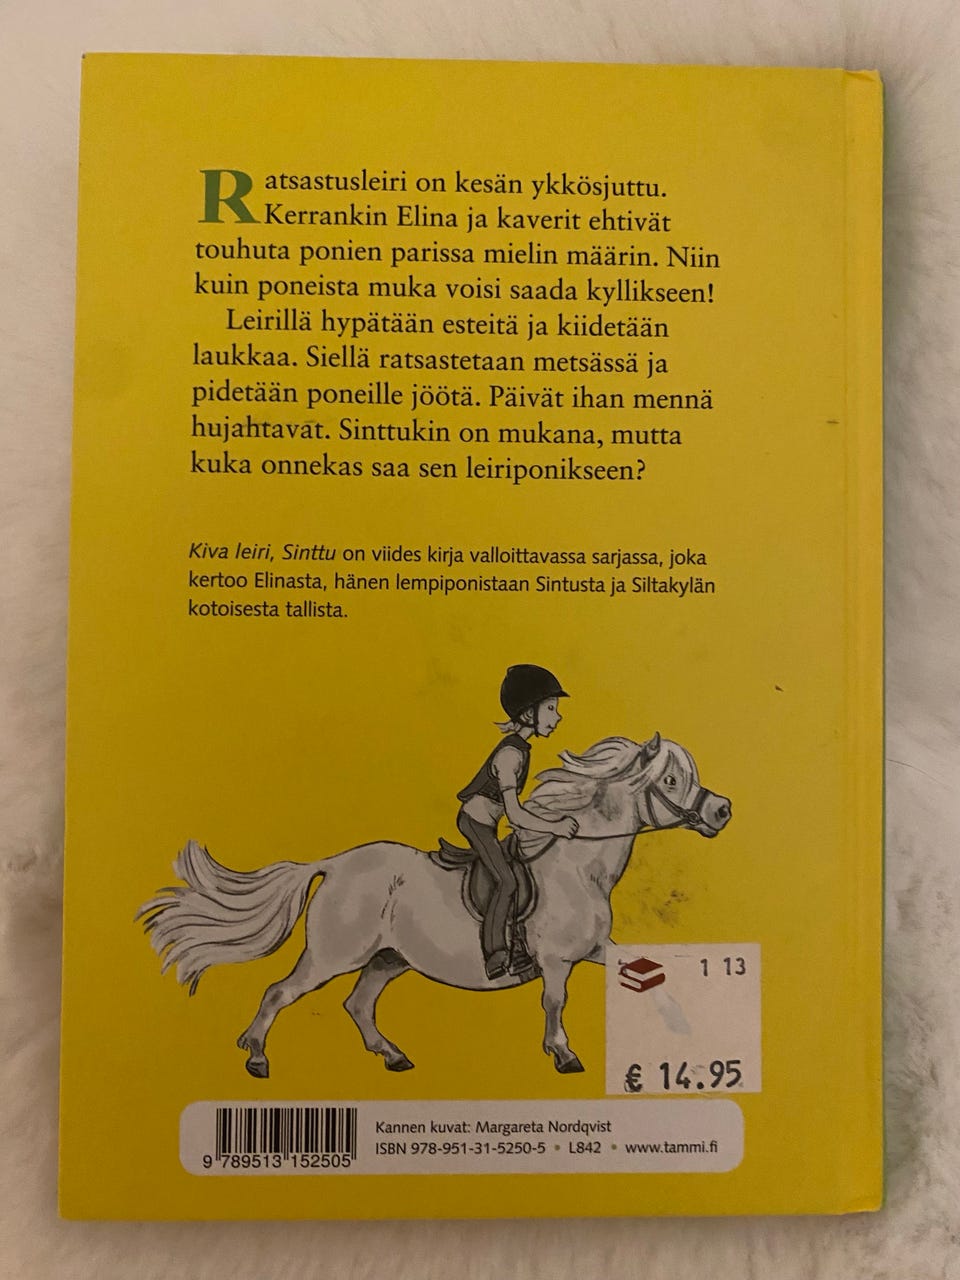 Ratsastusleiri on kesän ykkösjuttu.
Kerrankin Elina ja kaverit ehtivät
touhuta ponien parissa mielin määrin. Niin
kuin poneista muka voisi saada kyllikseen!
Leirillä hypätään esteitä ja kiidetään
laukkaa. Siellä ratsastetaan metsässä ja
pidetään poneille jöötä. Päivät ihan mennä
hujahtavat. Sinttukin on mukana, mutta
kuka onnekas saa sen leiriponikseen?
Kiva leiri, Sinttu on viides kirja valloittavassa sarjassa, joka
kertoo Elinasta, hänen lempiponistaan Sintusta ja Siltakylän
kotoisesta tallista.
1 13
€ 14.95
Kannen kuvat: Margareta Nordqvist
ISBN 978-951-31-5250-5 • L842 • www.tammi.fi
9 789513 152505